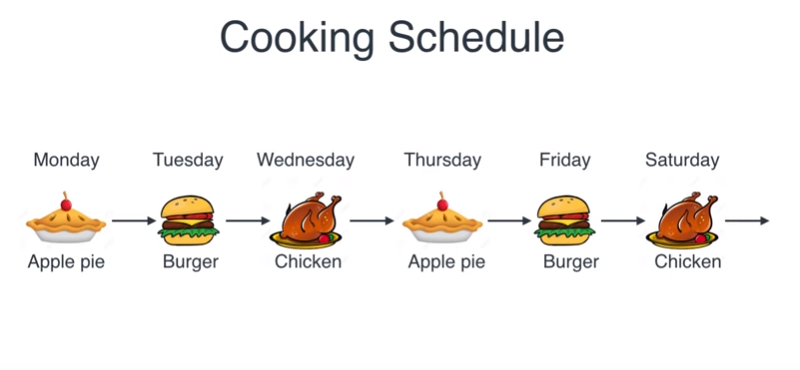 Cooking Schedule
Monday Tuesday Wednesday Thursday Friday Saturday
Apple pie Burger Chicken Apple pie Burger Chicken